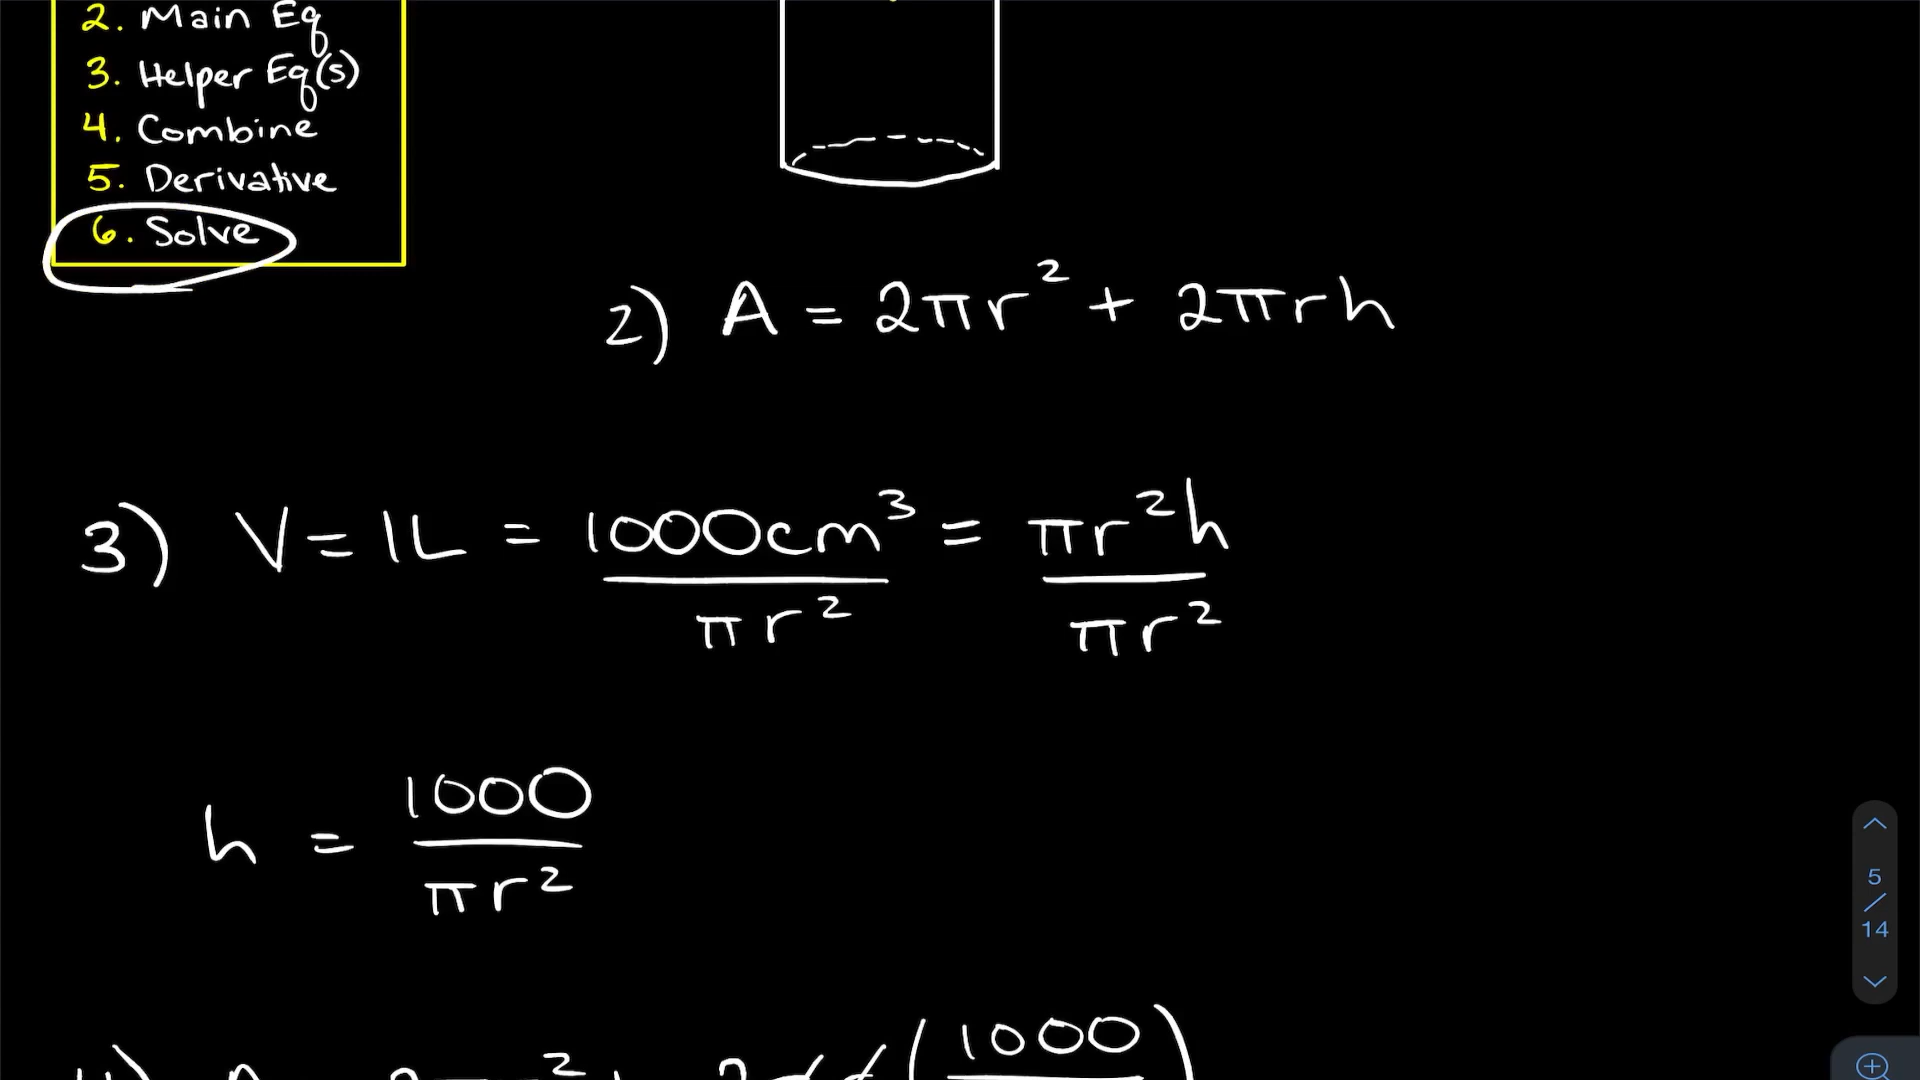 2. Main Eq
3. Helper Eq(s)
4. Combine
5. Derivative
6. Solve
2) A = 2πr² + 2πrh
3) V = 1L = 1000cm³ = πr²h
πr² πr²
h = 1000
πr²
5
/
14
(1000)